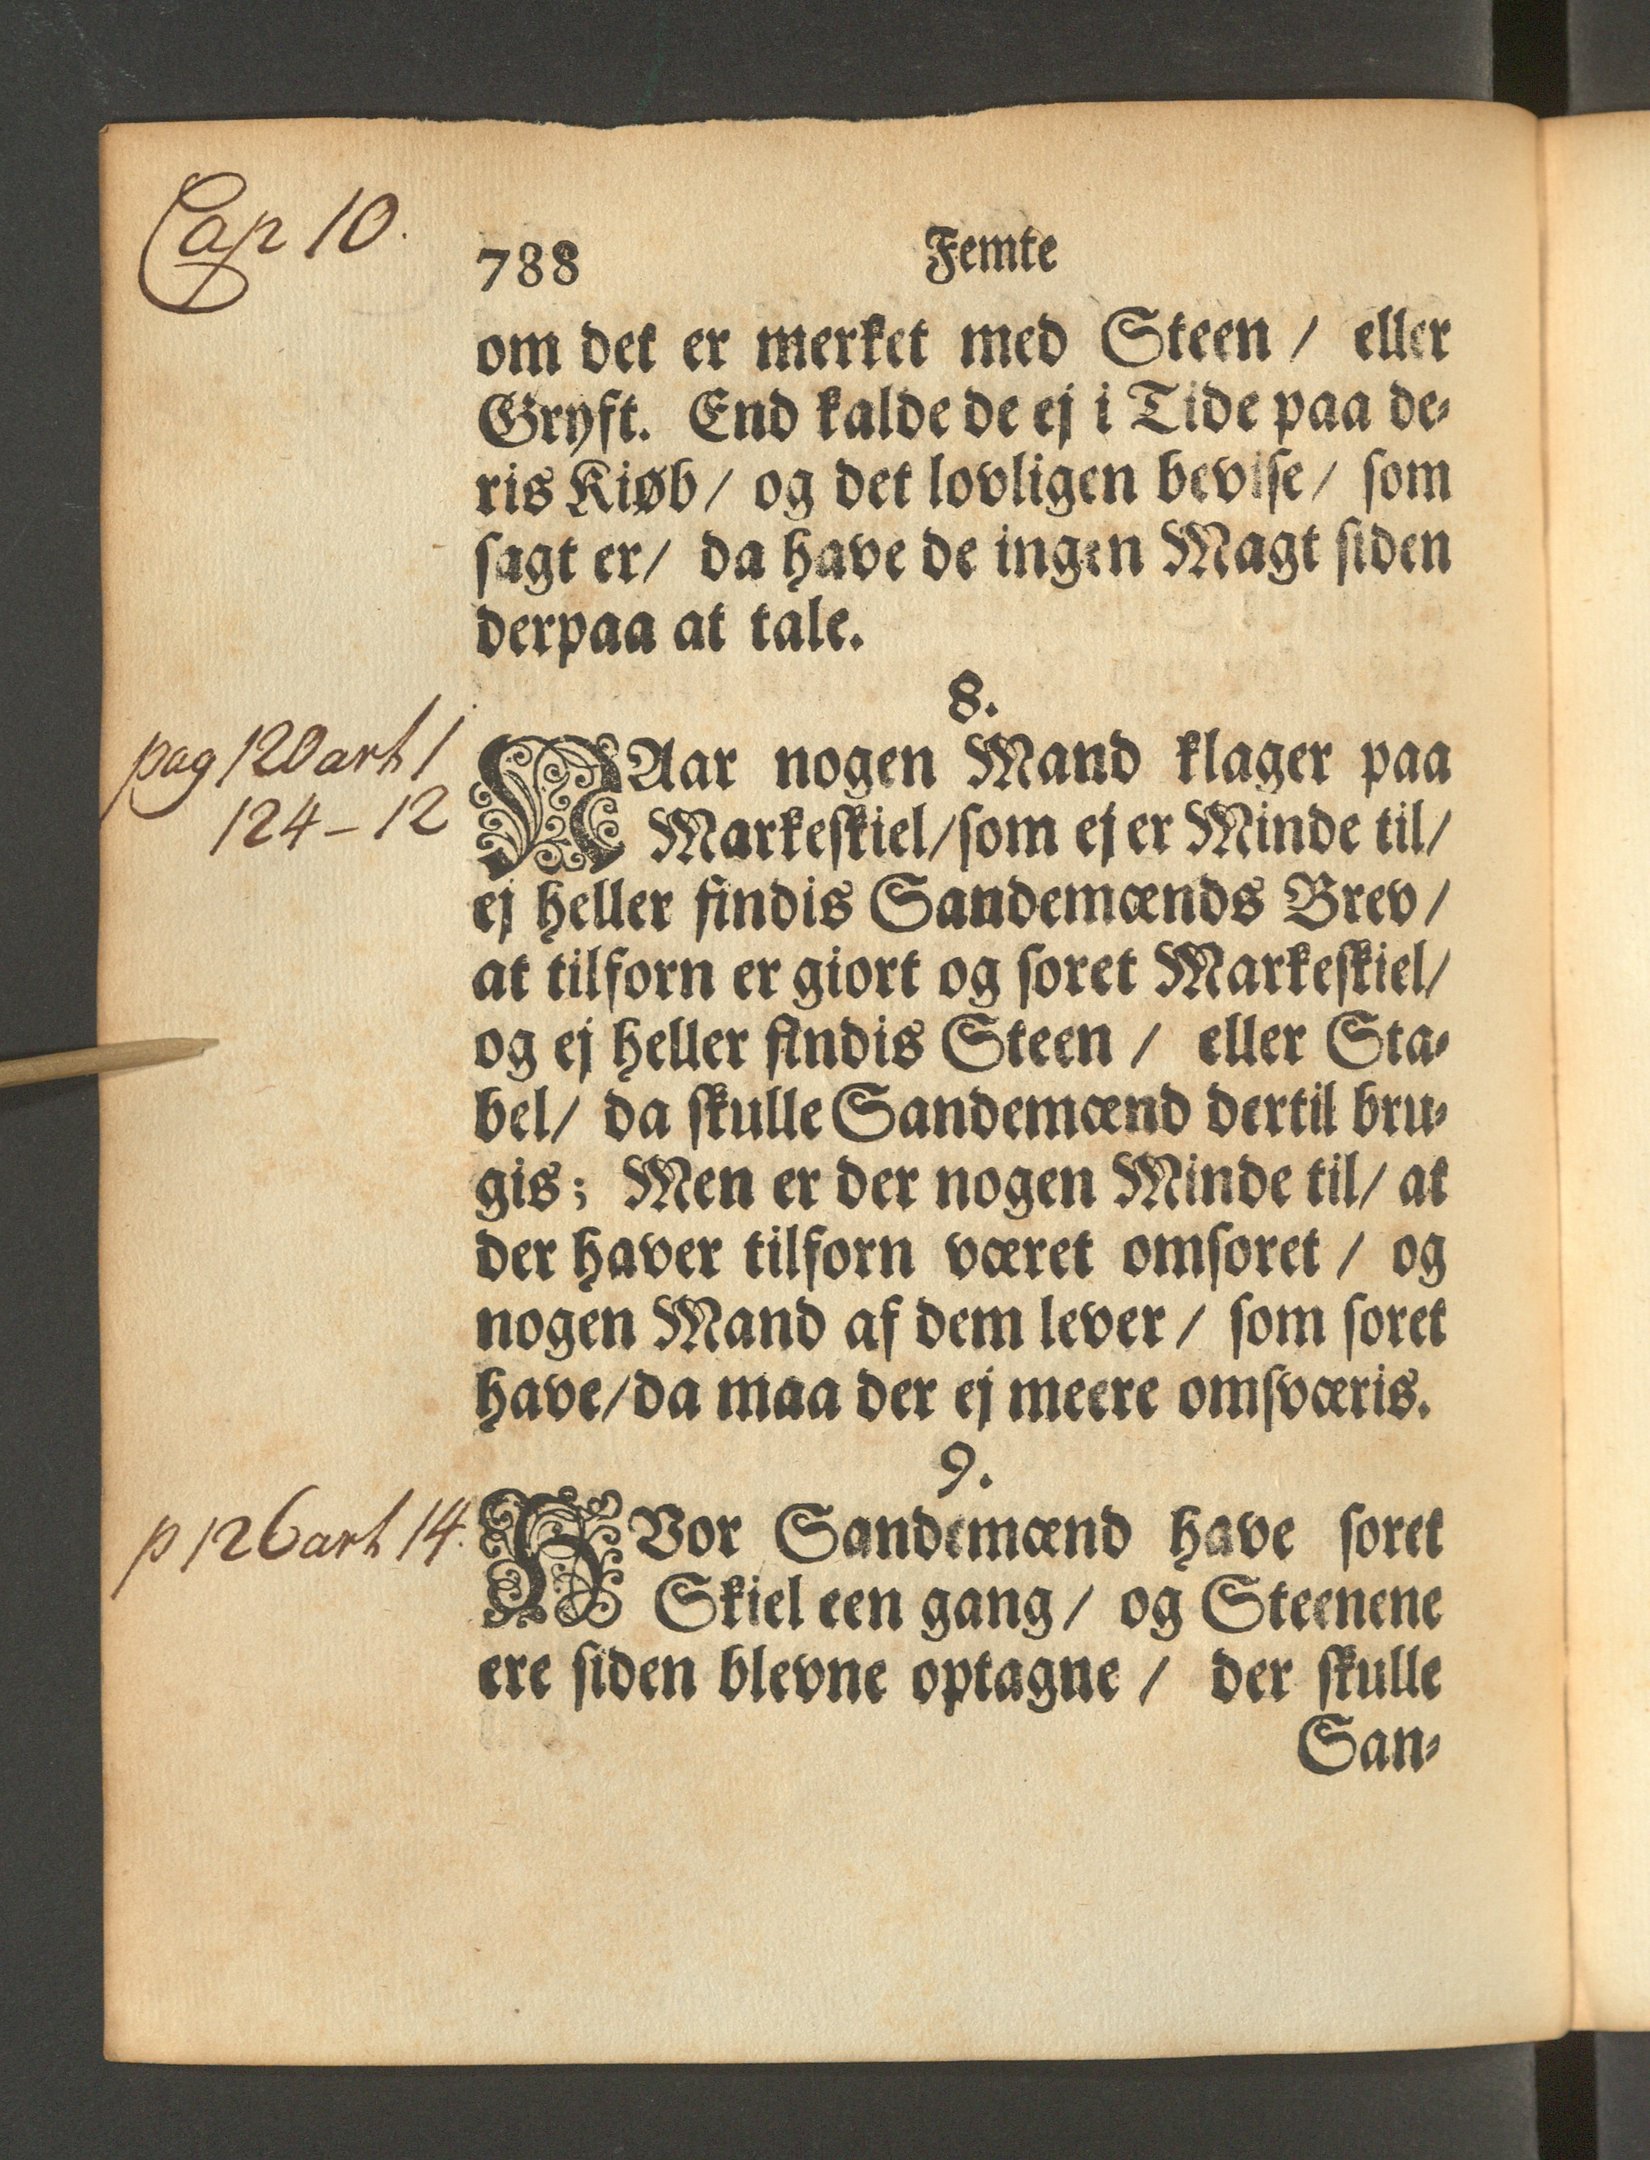 Cap 10.
788 Femte
om det er merket med Steen / eller
Gryft. End kalde de ej i Tide paa de-
ris Kiøb / og det lovligen bevise / som
sagt er / da have de ingen Magt siden
derpaa at tale.
8.
pag 120 art 1
NAar nogen Mand klager paa
124 - 12
Markeskiel / som ej er Minde til /
ej heller findis Sandemænds Brev /
at tilforn er giort og soret Markeskiel /
og ej heller findis Steen / eller Sta-
bel / da skulle Sandemænd dertil bru-
gis; Men er der nogen Minde til / at
der haver tilforn været omsoret / og
nogen Mand af dem lever / som soret
have / da maa der ej meere omsværis.
9.
p 126 art 14.
HVor Sandemænd have soret
Skiel een gang / og Steenene
ere siden blevne optagne / der skulle
San-